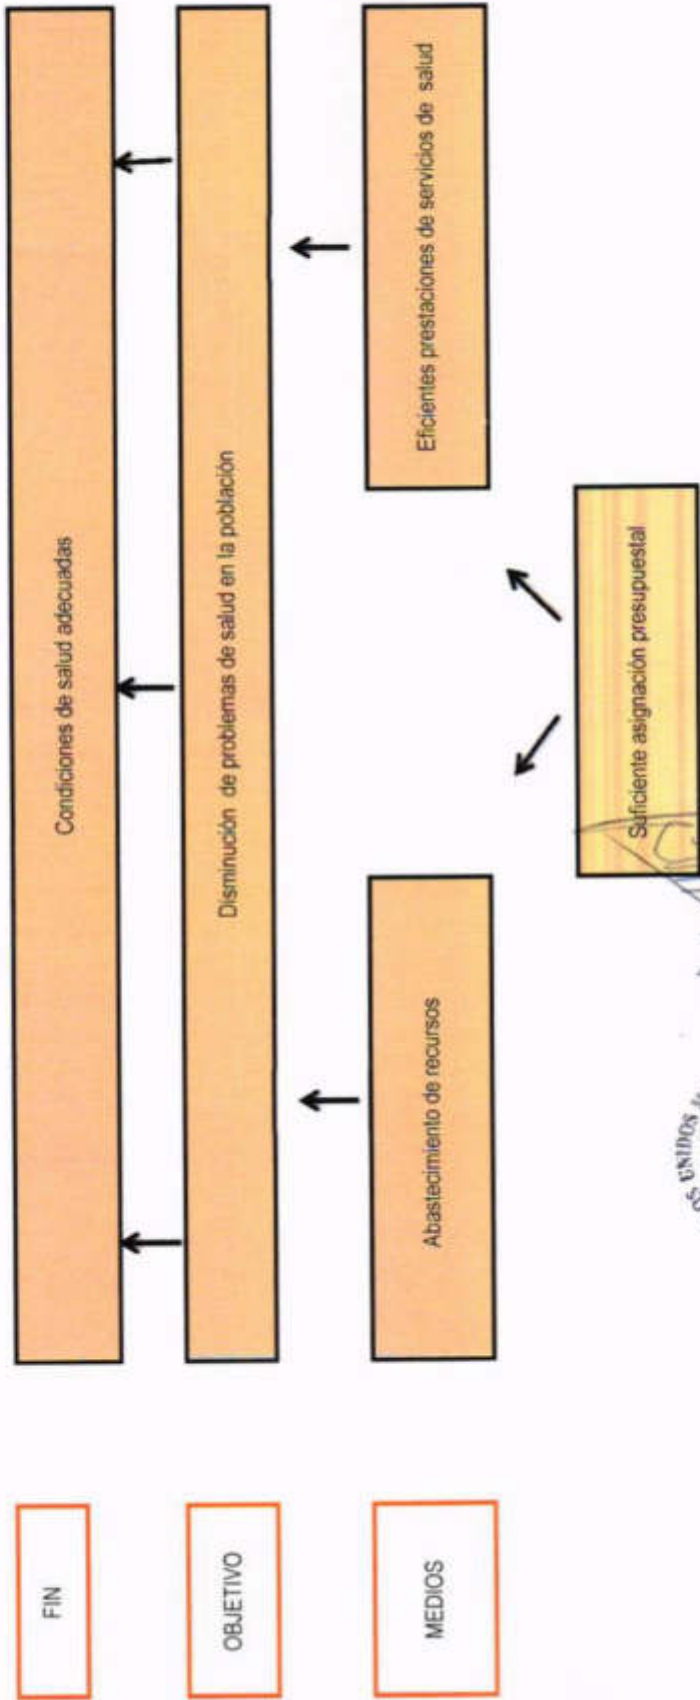 FIN
Condiciones de salud adecuadas
OBJETIVO
Disminución de problemas de salud en la población
MEDIOS
Abastecimiento de recursos
Eficientes prestaciones de servicios de salud
Suficiente asignación presupuestal
UNIDOS